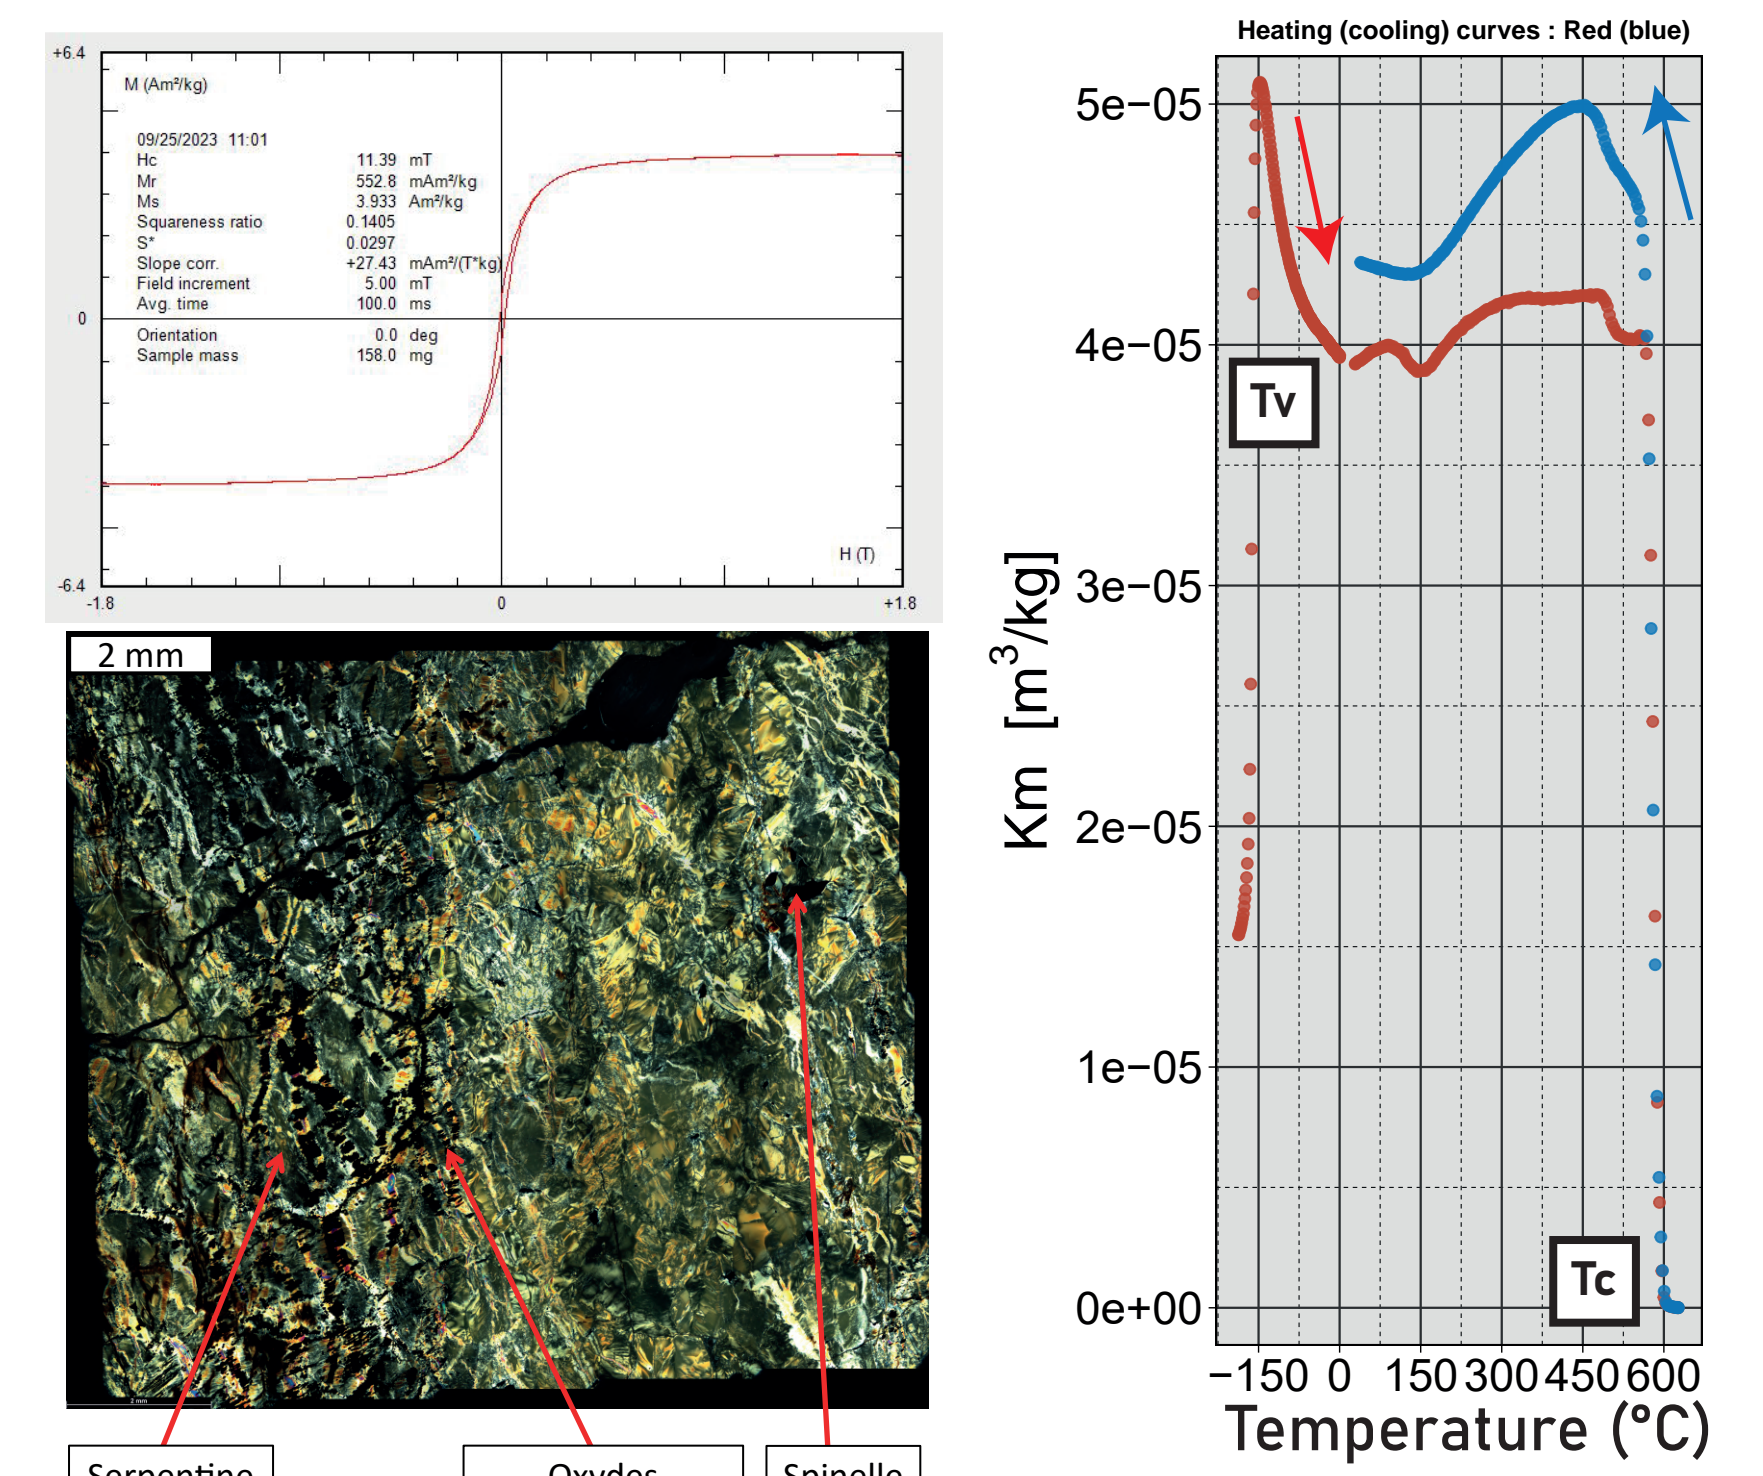 +6.4
M (Am²/kg)
09/25/2023 11:01
Hc 11.39 mT
Mr 552.8 mAm²/kg
Ms 3.933 Am²/kg
Squareness ratio 0.1405
S* 0.0297
Slope corr. +27.43 mAm²/(T*kg)
Field increment 5.00 mT
Avg. time 100.0 ms
0
Orientation 0.0 deg
Sample mass 158.0 mg
H (T)
-6.4
-1.8 0 +1.8
2 mm
2 mm
Serpentine
Oxydes
Spinelle
Heating (cooling) curves : Red (blue)
5e−05
4e−05
3e−05
2e−05
1e−05
0e+00
Km [m³/kg]
Tv
Tc
−150 0 150 300 450 600
Temperature (°C)